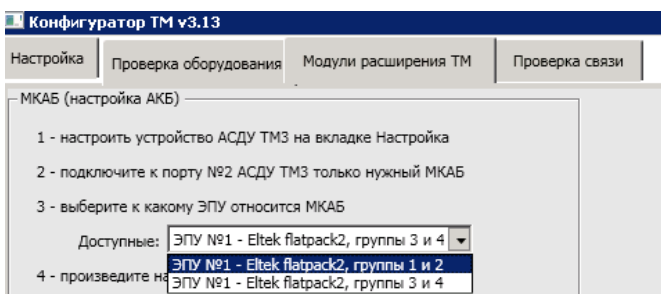 Конфигуратор ТМ v3.13
Настройка Проверка оборудования Модули расширения ТМ Проверка связи
МКАБ (настройка АКБ)
1 - настроить устройство АСДУ ТМ3 на вкладке Настройка
2 - подключите к порту №2 АСДУ ТМ3 только нужный МКАБ
3 - выберите к какому ЭПУ относится МКАБ
Доступные: ЭПУ №1 - Eltek flatpack2, группы 3 и 4
ЭПУ №1 - Eltek flatpack2, группы 1 и 2
4 - произведите ЭПУ №1 - Eltek flatpack2, группы 3 и 4